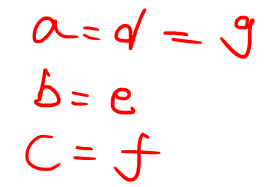 a = d = g
b = e
c = f